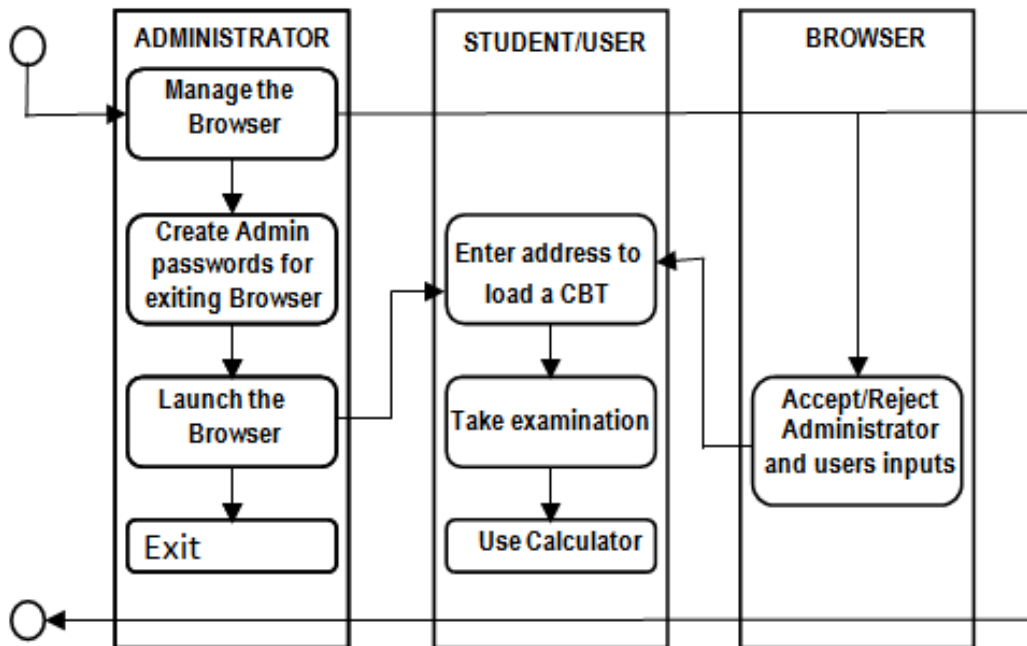 ADMINISTRATOR
Manage the
Browser
Create Admin
passwords for
exiting Browser
Launch the
Browser
Exit
STUDENT/USER
Enter address to
load a CBT
Take examination
Use Calculator
BROWSER
Accept/Reject
Administrator
and users inputs